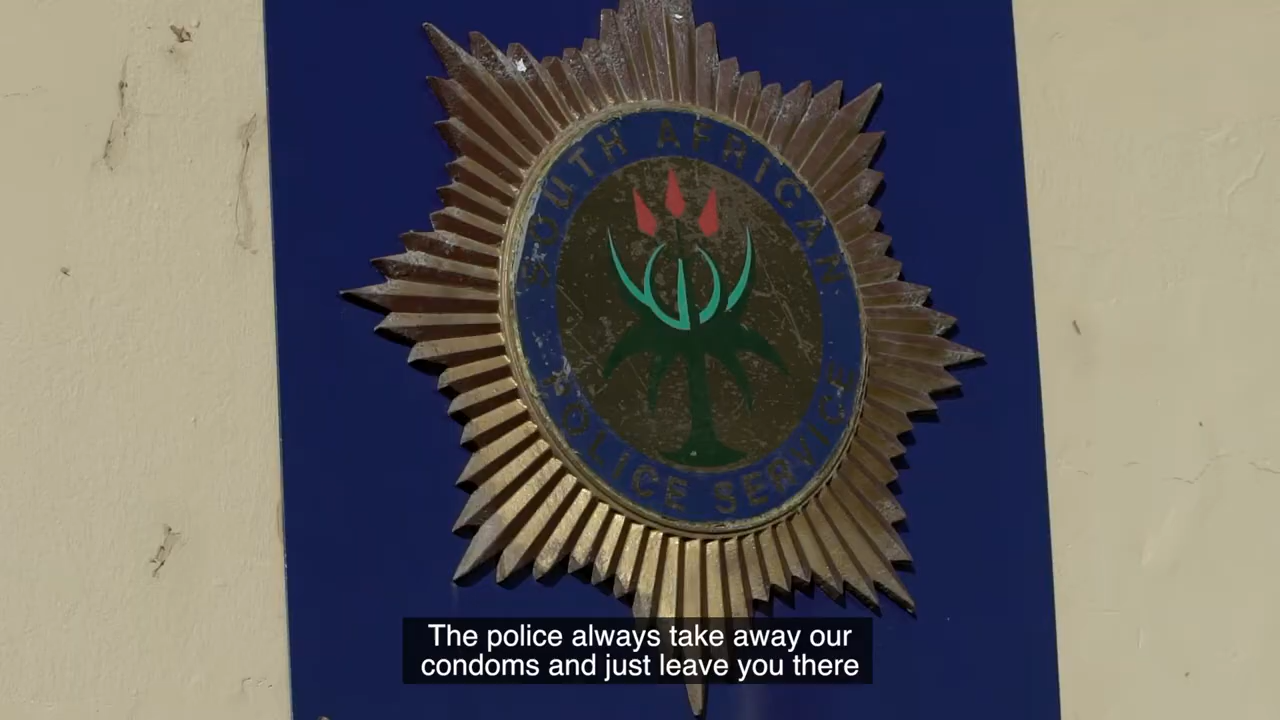 SOUTH AFRICAN
POLICE SERVICE
The police always take away our
condoms and just leave you there